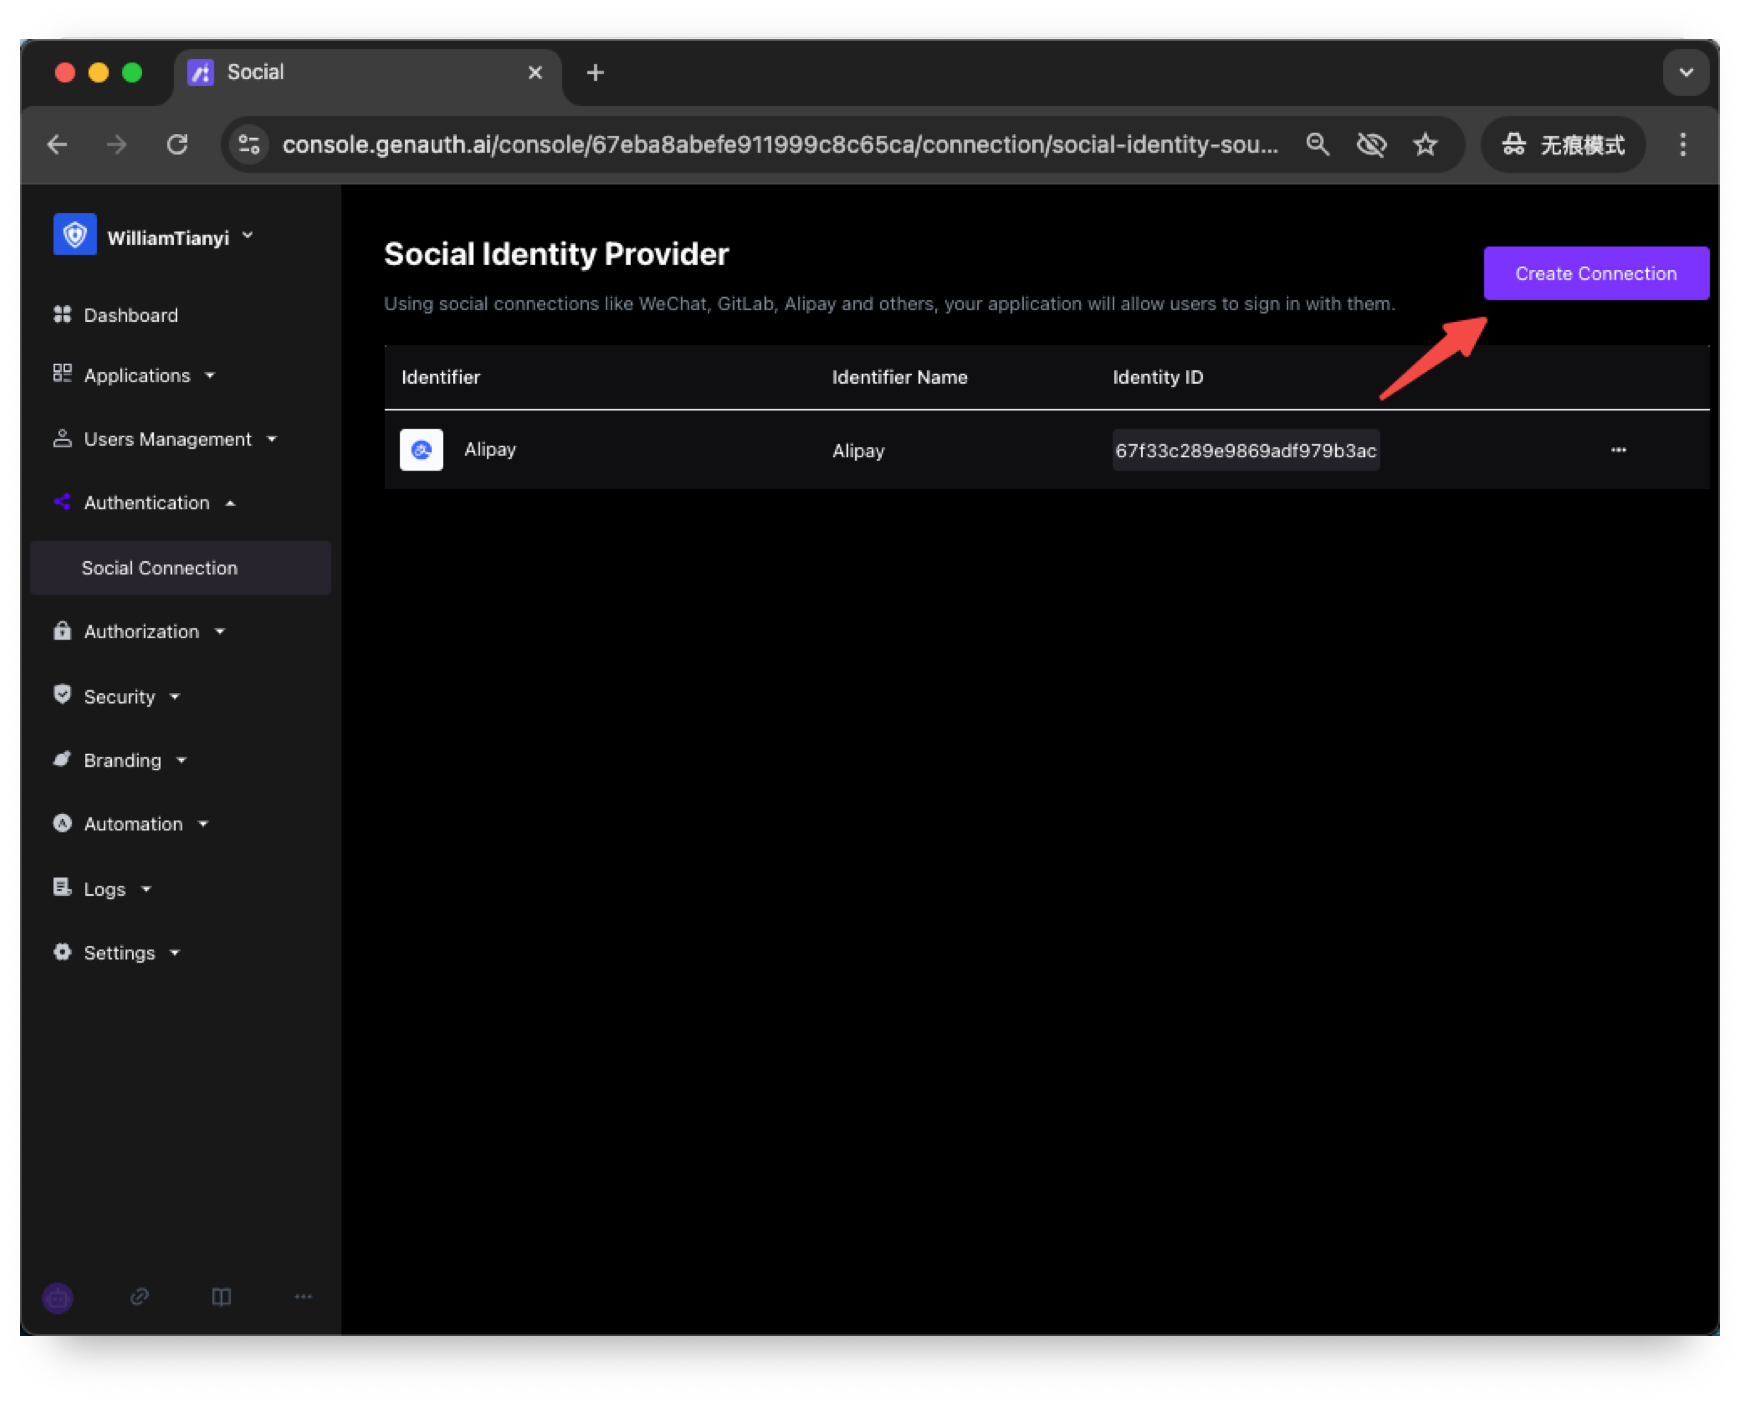 Social
console.genauth.ai/console/67eba8abefe911999c8c65ca/connection/social-identity-sou...
无痕模式
WilliamTianyi
Dashboard
Applications
Users Management
Authentication
Social Connection
Authorization
Security
Branding
Automation
Logs
Settings
Social Identity Provider
Create Connection
Using social connections like WeChat, GitLab, Alipay and others, your application will allow users to sign in with them.
Identifier Identifier Name Identity ID
Alipay Alipay 67f33c289e9869adf979b3ac